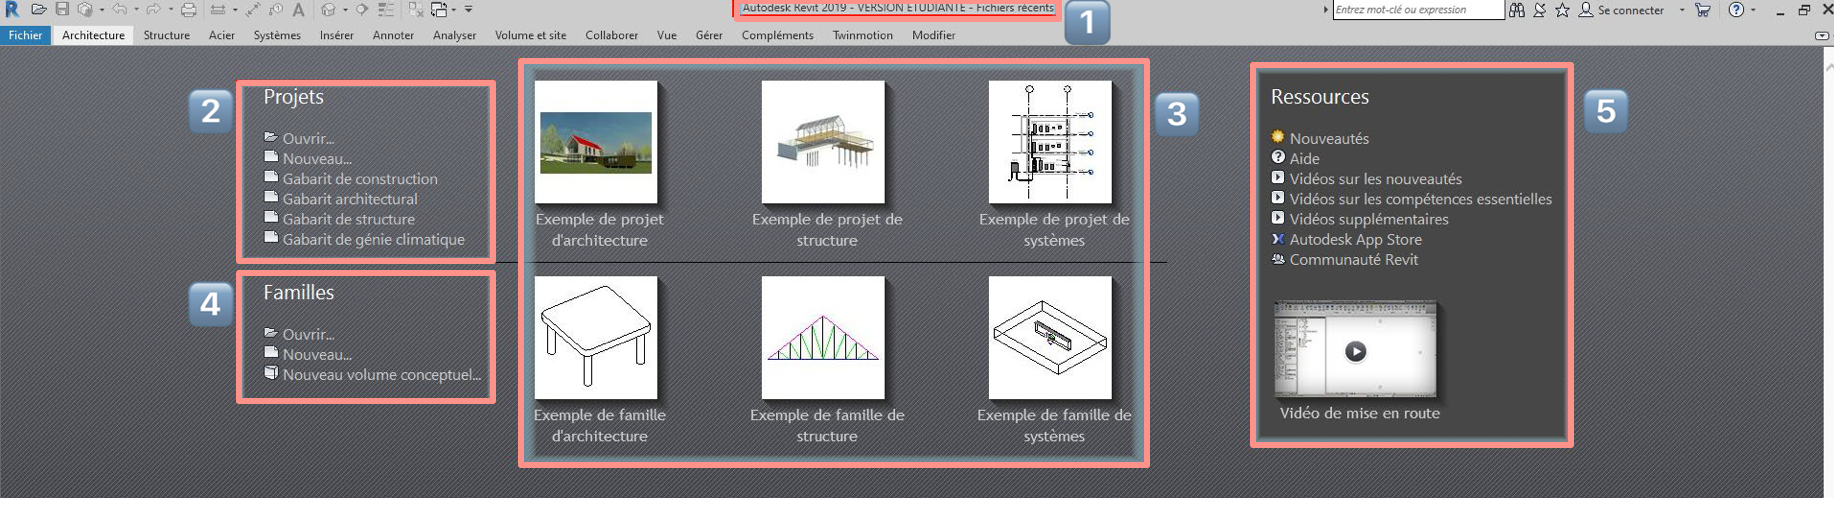 Autodesk Revit 2019 - VERSION ETUDIANTE - Fichiers récents
1
Entrez mot-clé ou expression
Se connecter
Fichier
Architecture
Structure
Acier
Systèmes
Insérer
Annoter
Analyser
Volume et site
Collaborer
Vue
Gérer
Compléments
Twinmotion
Modifier
2
Projets
Ouvrir...
Nouveau...
Gabarit de construction
Gabarit architectural
Gabarit de structure
Gabarit de génie climatique
3
Exemple de projet
d'architecture
Exemple de projet de
structure
Exemple de projet de
systèmes
4
Familles
Ouvrir...
Nouveau...
Nouveau volume conceptuel...
Exemple de famille
d'architecture
Exemple de famille de
structure
Exemple de famille de
systèmes
5
Ressources
Nouveautés
Aide
Vidéos sur les nouveautés
Vidéos sur les compétences essentielles
Vidéos supplémentaires
Autodesk App Store
Communauté Revit
Vidéo de mise en route